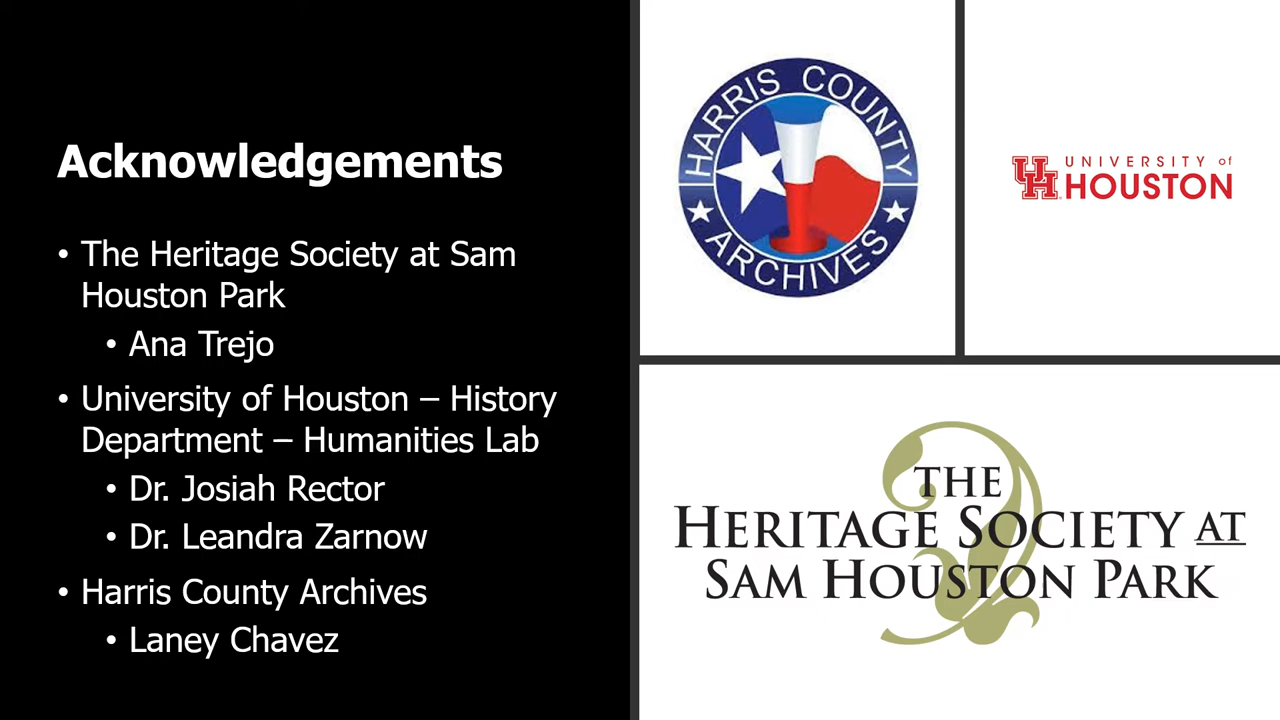 Acknowledgements
• The Heritage Society at Sam
Houston Park
• Ana Trejo
• University of Houston – History
Department – Humanities Lab
• Dr. Josiah Rector
• Dr. Leandra Zarnow
• Harris County Archives
• Laney Chavez
HARRIS COUNTY
ARCHIVES
UH
UNIVERSITY of
HOUSTON
THE
HERITAGE SOCIETY AT
SAM HOUSTON PARK